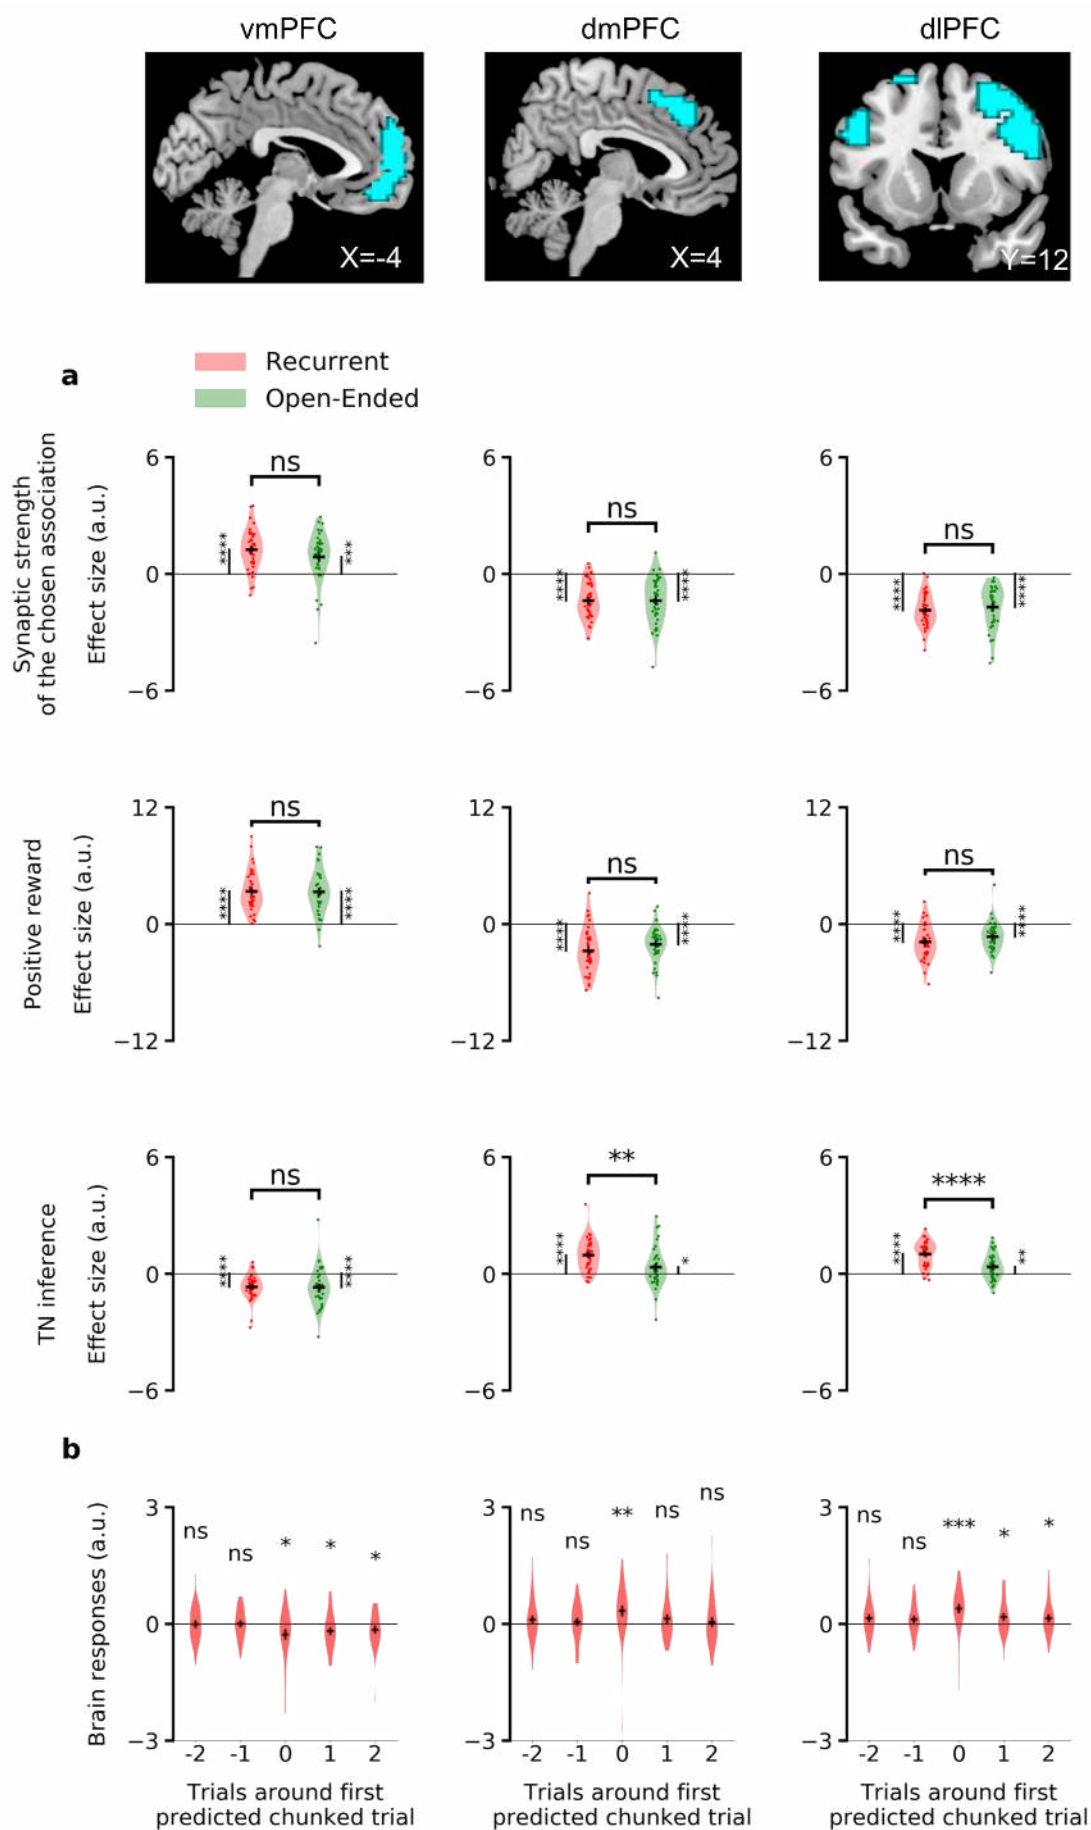 vmPFC dmPFC dlPFC
X=-4 X=4 Y=12
a
Recurrent
Open-Ended
Synaptic strength
of the chosen association
Effect size (a.u.)
6 0 −6
ns **** ***
6 0 −6
ns **** ****
6 0 −6
ns **** ****
Positive reward
Effect size (a.u.)
12 0 −12
ns **** ****
12 0 −12
ns **** ****
12 0 −12
ns **** ****
TN inference
Effect size (a.u.)
6 0 −6
ns **** ****
6 0 −6
** **** *
6 0 −6
**** **** **
b
Brain responses (a.u.)
3 0 −3
ns ns * * *
-2 -1 0 1 2
Trials around first
predicted chunked trial
3 0 −3
ns ns ** ns ns
-2 -1 0 1 2
Trials around first
predicted chunked trial
3 0 −3
ns ns *** * *
-2 -1 0 1 2
Trials around first
predicted chunked trial